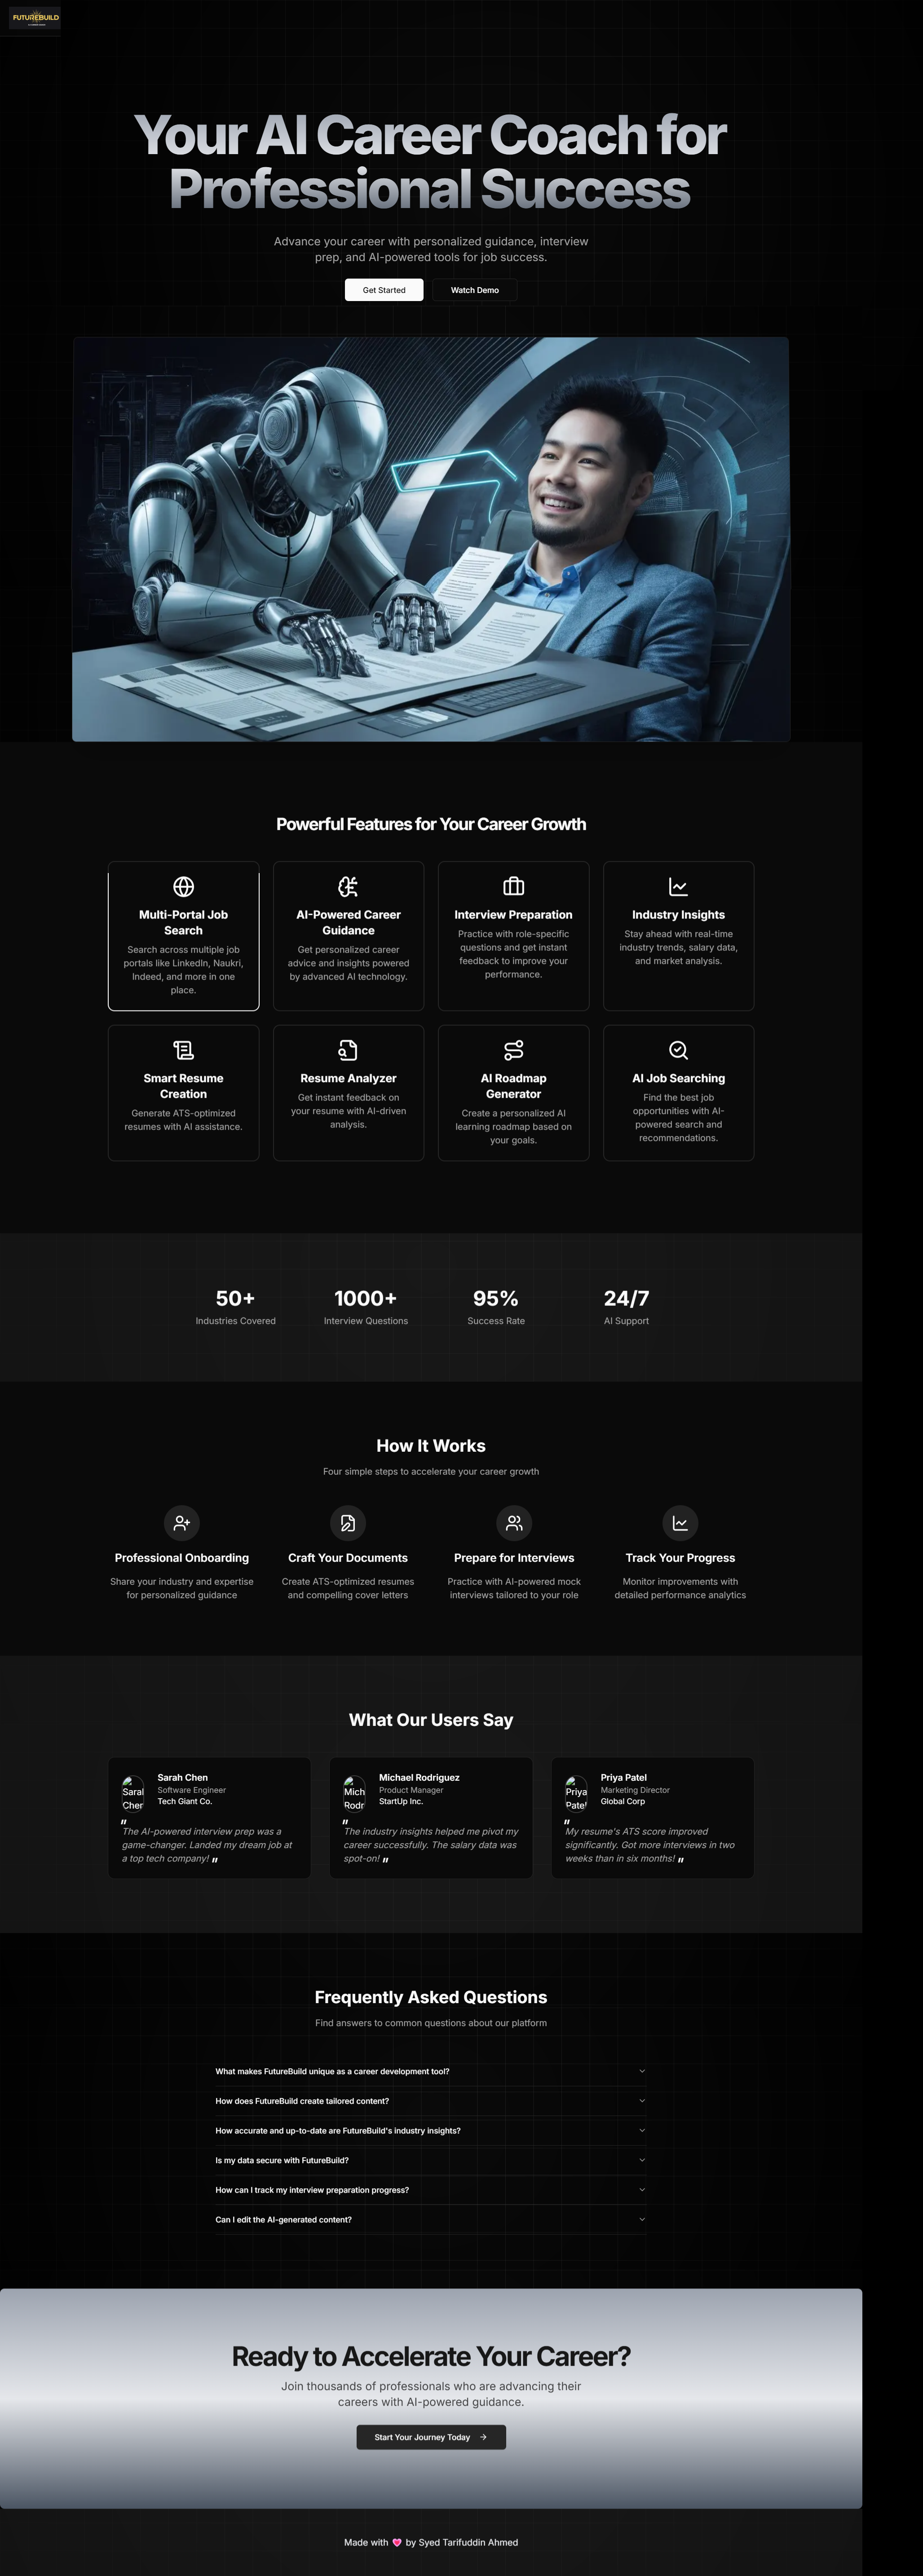 FUTUREBUILD
Your AI Career Coach for
Professional Success
Advance your career with personalized guidance, interview
prep, and AI-powered tools for job success.
Get Started
Watch Demo
Powerful Features for Your Career Growth
Multi-Portal Job
Search
Search across multiple job
portals like LinkedIn, Naukri,
Indeed, and more in one
place.
AI-Powered Career
Guidance
Get personalized career
advice and insights powered
by advanced AI technology.
Interview Preparation
Practice with role-specific
questions and get instant
feedback to improve your
performance.
Industry Insights
Stay ahead with real-time
industry trends, salary data,
and market analysis.
Smart Resume
Creation
Generate ATS-optimized
resumes with AI assistance.
Resume Analyzer
Get instant feedback on
your resume with AI-driven
analysis.
AI Roadmap
Generator
Create a personalized AI
learning roadmap based on
your goals.
AI Job Searching
Find the best job
opportunities with AI-
powered search and
recommendations.
50+
Industries Covered
1000+
Interview Questions
95%
Success Rate
24/7
AI Support
How It Works
Four simple steps to accelerate your career growth
Professional Onboarding
Share your industry and expertise
for personalized guidance
Craft Your Documents
Create ATS-optimized resumes
and compelling cover letters
Prepare for Interviews
Practice with AI-powered mock
interviews tailored to your role
Track Your Progress
Monitor improvements with
detailed performance analytics
What Our Users Say
Sarah
Chen
Sarah Chen
Software Engineer
Tech Giant Co.
"
The AI-powered interview prep was a
game-changer. Landed my dream job at
a top tech company! "
Mich
Rodr
Michael Rodriguez
Product Manager
StartUp Inc.
"
The industry insights helped me pivot my
career successfully. The salary data was
spot-on! "
Priya
Patel
Priya Patel
Marketing Director
Global Corp
"
My resume's ATS score improved
significantly. Got more interviews in two
weeks than in six months! "
Frequently Asked Questions
Find answers to common questions about our platform
What makes FutureBuild unique as a career development tool?
How does FutureBuild create tailored content?
How accurate and up-to-date are FutureBuild's industry insights?
Is my data secure with FutureBuild?
How can I track my interview preparation progress?
Can I edit the AI-generated content?
Ready to Accelerate Your Career?
Join thousands of professionals who are advancing their
careers with AI-powered guidance.
Start Your Journey Today →
Made with 💗 by Syed Tarifuddin Ahmed